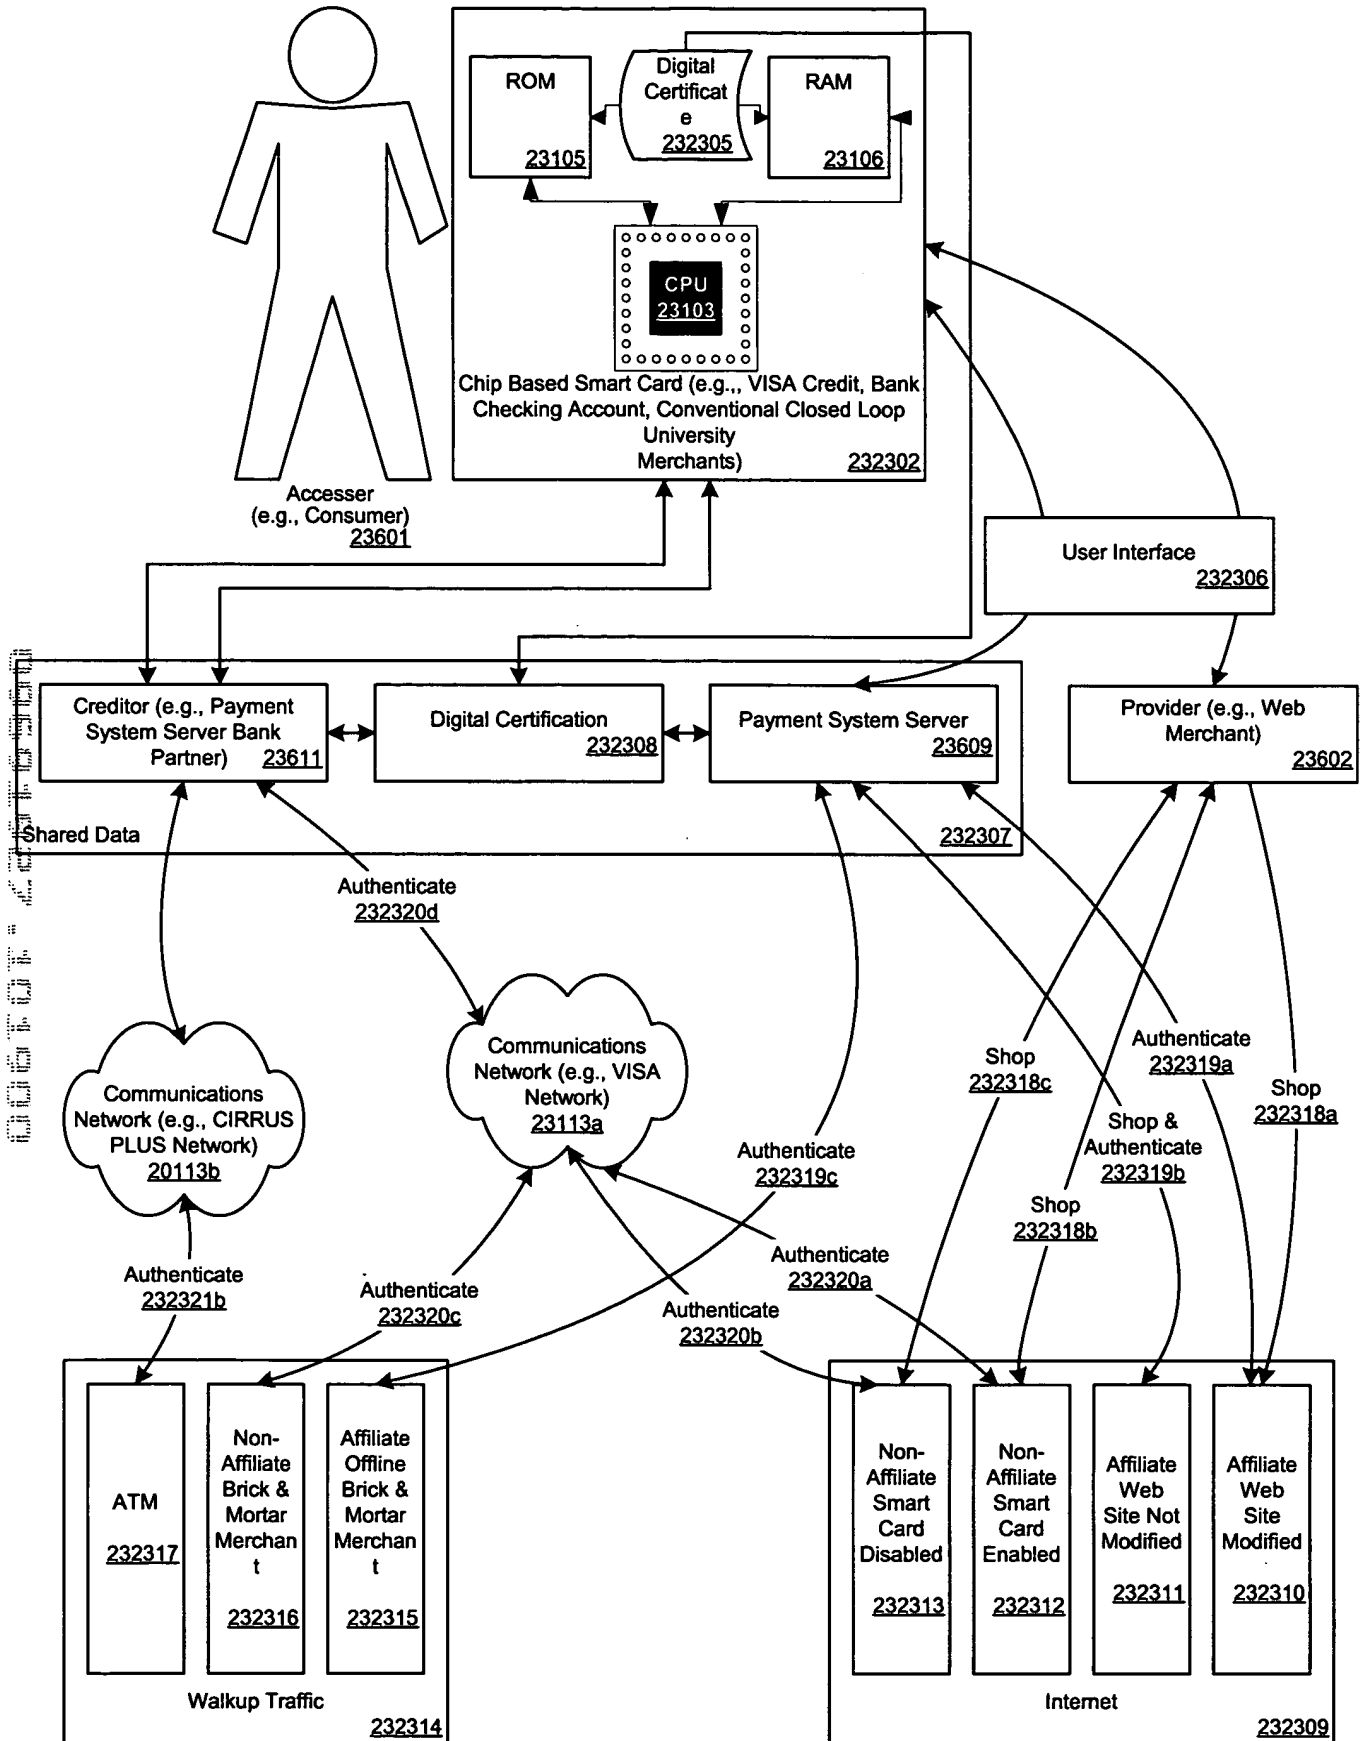 ROM
23105
Digital
Certificat
e
232305
RAM
23106
CPU
23103
Chip Based Smart Card (e.g.,, VISA Credit, Bank
Checking Account, Conventional Closed Loop
University
Merchants)
232302
Accesser
(e.g., Consumer)
23601
User Interface
232306
Creditor (e.g., Payment
System Server Bank
Partner)
23611
Digital Certification
232308
Payment System Server
23609
Provider (e.g., Web
Merchant)
23602
Shared Data
232307
Authenticate
232320d
Communications
Network (e.g., CIRRUS
PLUS Network)
20113b
Communications
Network (e.g., VISA
Network)
23113a
Shop
232318c
Authenticate
232319a
Shop
232318a
Shop &
Authenticate
232319b
Authenticate
232319c
Shop
232318b
Authenticate
232321b
Authenticate
232320c
Authenticate
232320a
Authenticate
232320b
ATM
232317
Non-
Affiliate
Brick &
Mortar
Merchan
t
232316
Affiliate
Offline
Brick &
Mortar
Merchan
t
232315
Walkup Traffic
232314
Non-
Affiliate
Smart
Card
Disabled
232313
Non-
Affiliate
Smart
Card
Enabled
232312
Affiliate
Web
Site Not
Modified
232311
Affiliate
Web
Site
Modified
232310
Internet
232309